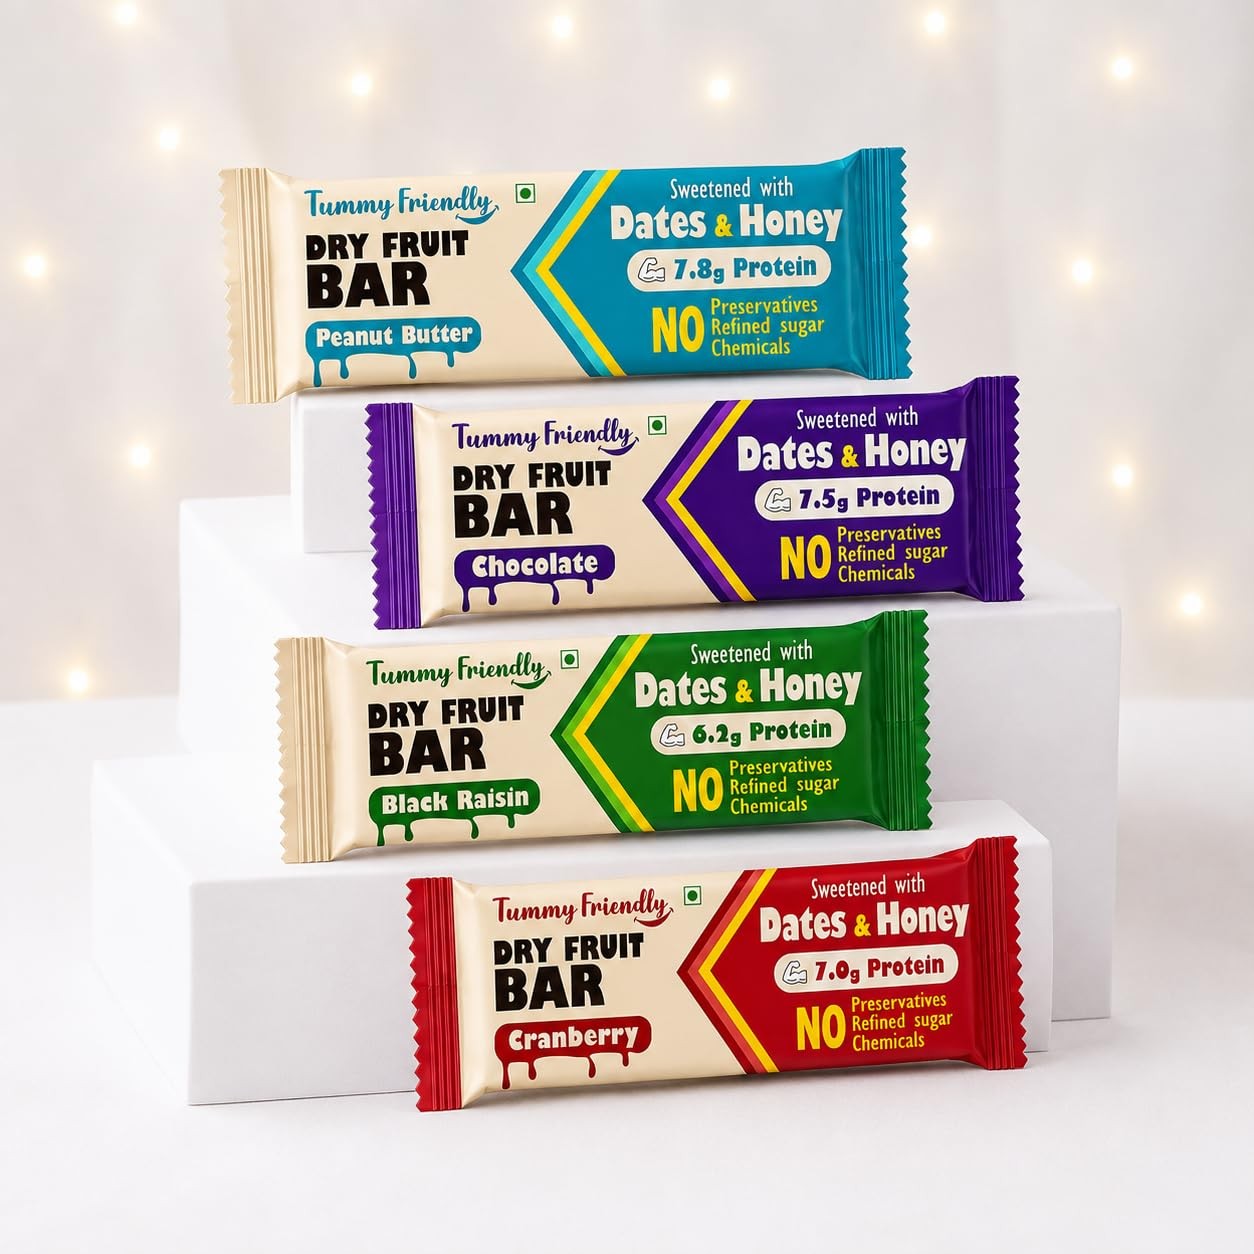 Tummy Friendly
DRY FRUIT
BAR
Peanut Butter
Sweetened with
Dates & Honey
7.8g Protein
NO
Preservatives
Refined sugar
Chemicals
Tummy Friendly
DRY FRUIT
BAR
Chocolate
Sweetened with
Dates & Honey
7.5g Protein
NO
Preservatives
Refined sugar
Chemicals
Tummy Friendly
DRY FRUIT
BAR
Black Raisin
Sweetened with
Dates & Honey
6.2g Protein
NO
Preservatives
Refined sugar
Chemicals
Tummy Friendly
DRY FRUIT
BAR
Cranberry
Sweetened with
Dates & Honey
7.0g Protein
NO
Preservatives
Refined sugar
Chemicals